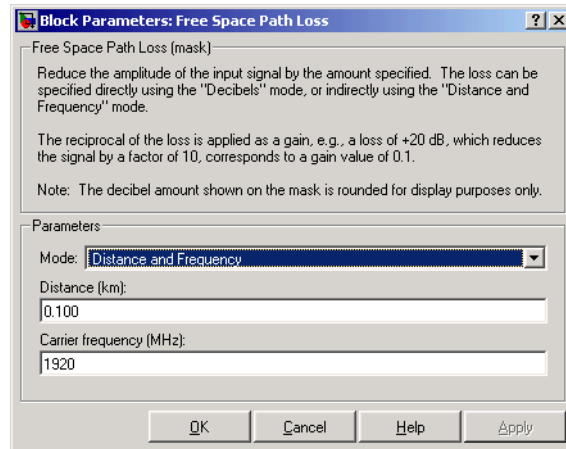 Block Parameters: Free Space Path Loss
Free Space Path Loss (mask)
Reduce the amplitude of the input signal by the amount specified.  The loss can be
specified directly using the "Decibels" mode, or indirectly using the "Distance and
Frequency" mode.
The reciprocal of the loss is applied as a gain, e.g., a loss of +20 dB, which reduces
the signal by a factor of 10, corresponds to a gain value of 0.1.
Note:  The decibel amount shown on the mask is rounded for display purposes only.
Parameters
Mode: Distance and Frequency
Distance (km):
0.100
Carrier frequency (MHz):
1920
OK Cancel Help Apply